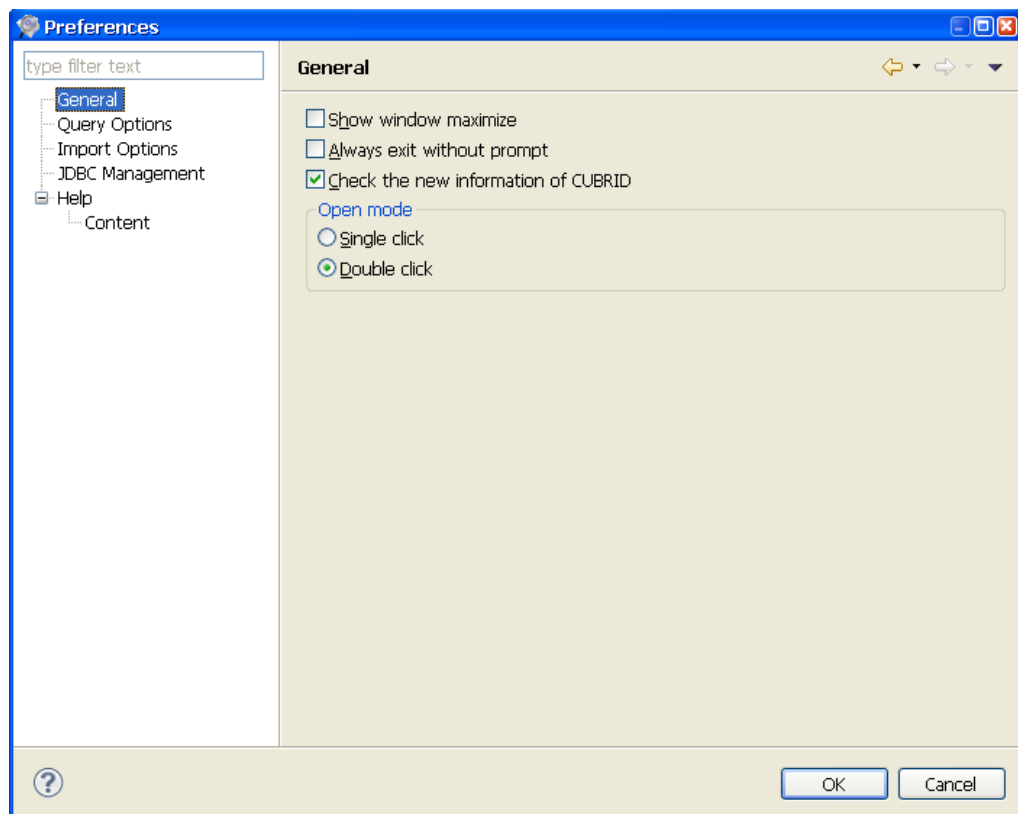 Preferences
type filter text
General
Query Options
Import Options
JDBC Management
Help
Content
General
Show window maximize
Always exit without prompt
Check the new information of CUBRID
Open mode
Single click
Double click
?
OK
Cancel